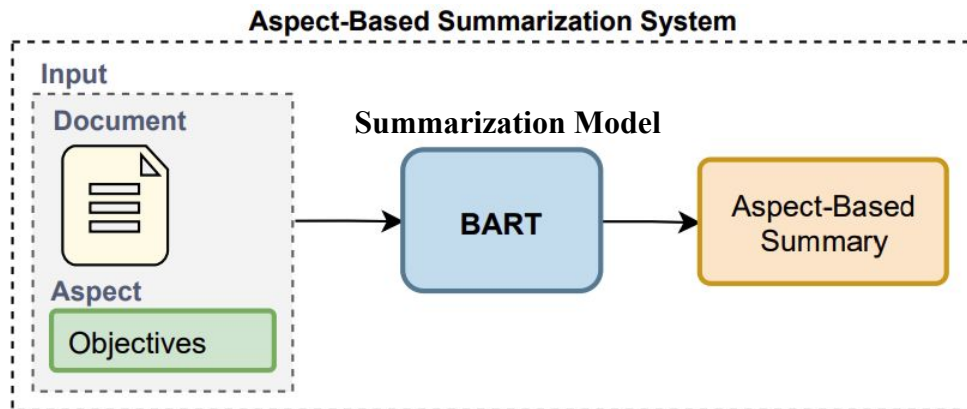 Aspect-Based Summarization System
Input
Document
Summarization Model
BART
Aspect-Based
Summary
Aspect
Objectives